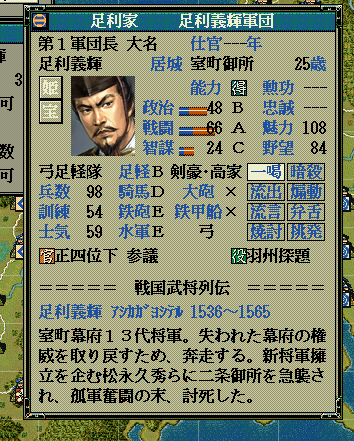 足利家 足利義輝軍団
第1軍団長 大名 仕官---年
足利義輝 居城 室町御所 25歳
姫 能力 得 勲功 ---
宝 政治 48 B 忠誠 ---
戦闘 66 A 魅力 108
智謀 24 C 野望 84
弓足軽隊 足軽B 剣豪・高家 一喝 暗殺
兵数 98 騎馬D 大砲 × 流出 煽動
訓練 54 鉄砲E 鉄甲船× 流言 弁舌
士気 59 水軍E 弓 焼討 挑発
官正四位下 参議 役羽州探題
===== 戦国武将列伝 =====
足利義輝 ｱｼｶｶﾞﾖｼﾃﾙ 1536～1565
室町幕府１３代将軍。失われた幕府の権
威を取り戻すため、奔走する。新将軍擁
立を企む松永久秀らに二条御所を急襲さ
れ、孤軍奮闘の末、討死した。
3
可
数
可